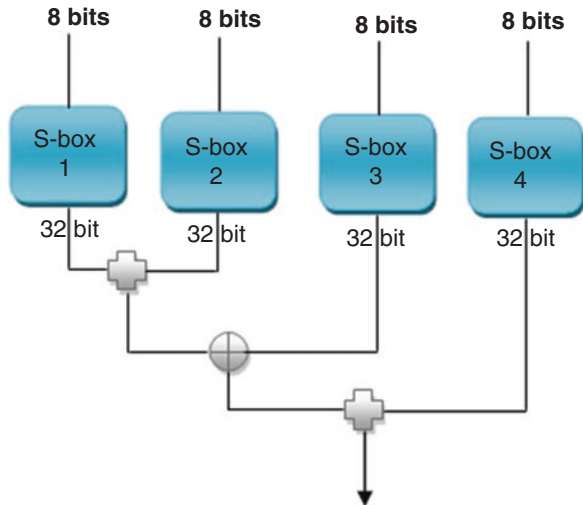 8 bits
8 bits
8 bits
8 bits
S-box
1
S-box
2
S-box
3
S-box
4
32 bit
32 bit
32 bit
32 bit